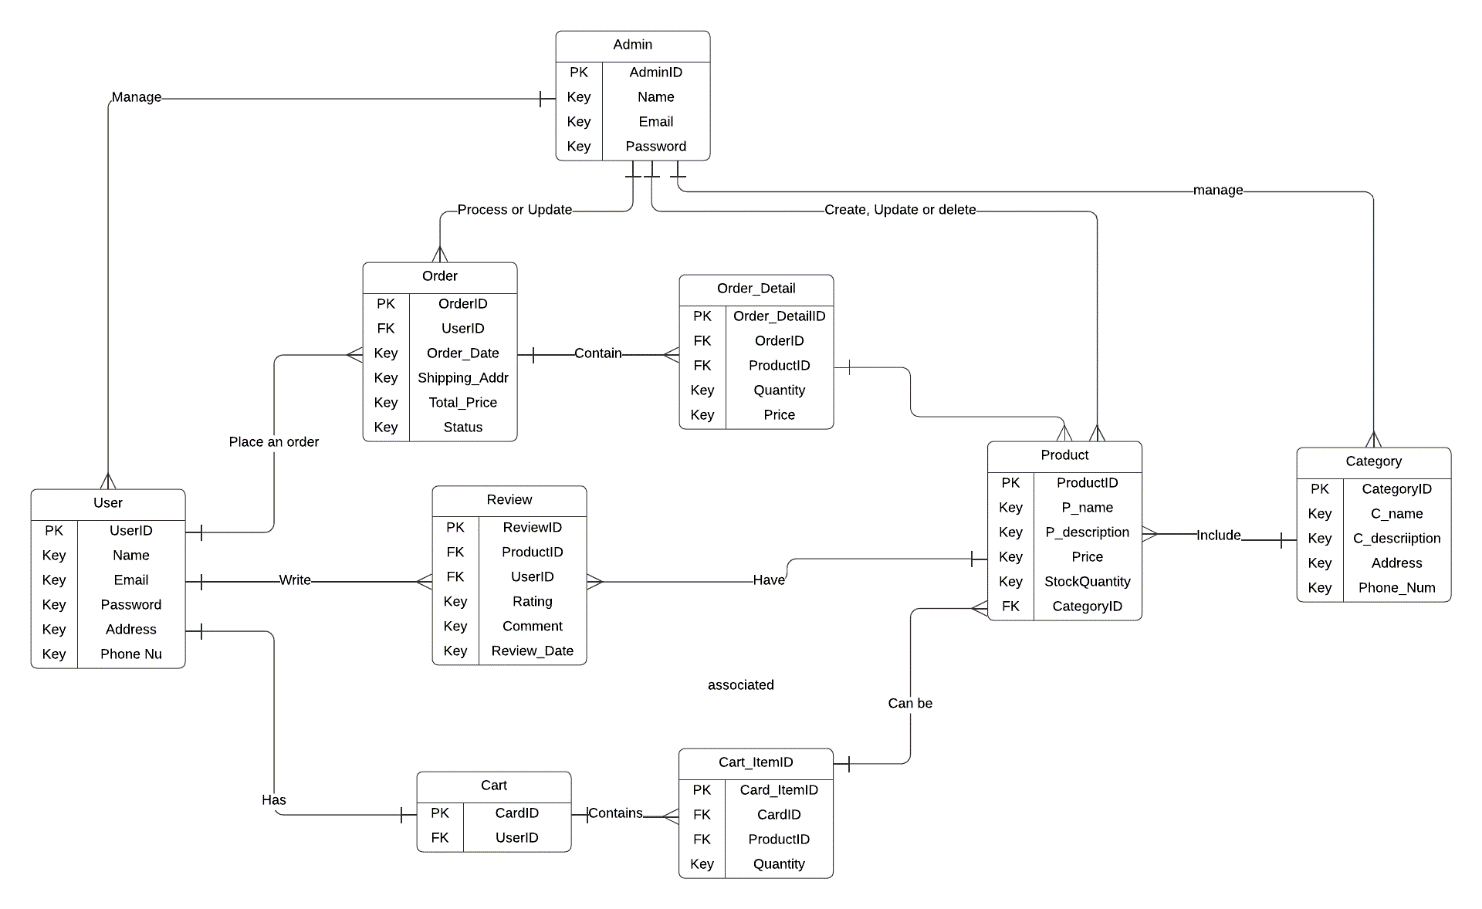 Admin
PK AdminID
Key Name
Key Email
Key Password
Manage
manage
Process or Update
Create, Update or delete
Order
PK OrderID
FK UserID
Key Order_Date
Key Shipping_Addr
Key Total_Price
Key Status
Contain
Order_Detail
PK Order_DetailID
FK OrderID
FK ProductID
Key Quantity
Key Price
Place an order
User
PK UserID
Key Name
Key Email
Key Password
Key Address
Key Phone Nu
Write
Review
PK ReviewID
FK ProductID
FK UserID
Key Rating
Key Comment
Key Review_Date
Have
Product
PK ProductID
Key P_name
Key P_description
Key Price
Key StockQuantity
FK CategoryID
Include
Category
PK CategoryID
Key C_name
Key C_descriiption
Key Address
Key Phone_Num
associated
Can be
Has
Cart
PK CardID
FK UserID
Contains
Cart_ItemID
PK Card_ItemID
FK CardID
FK ProductID
Key Quantity